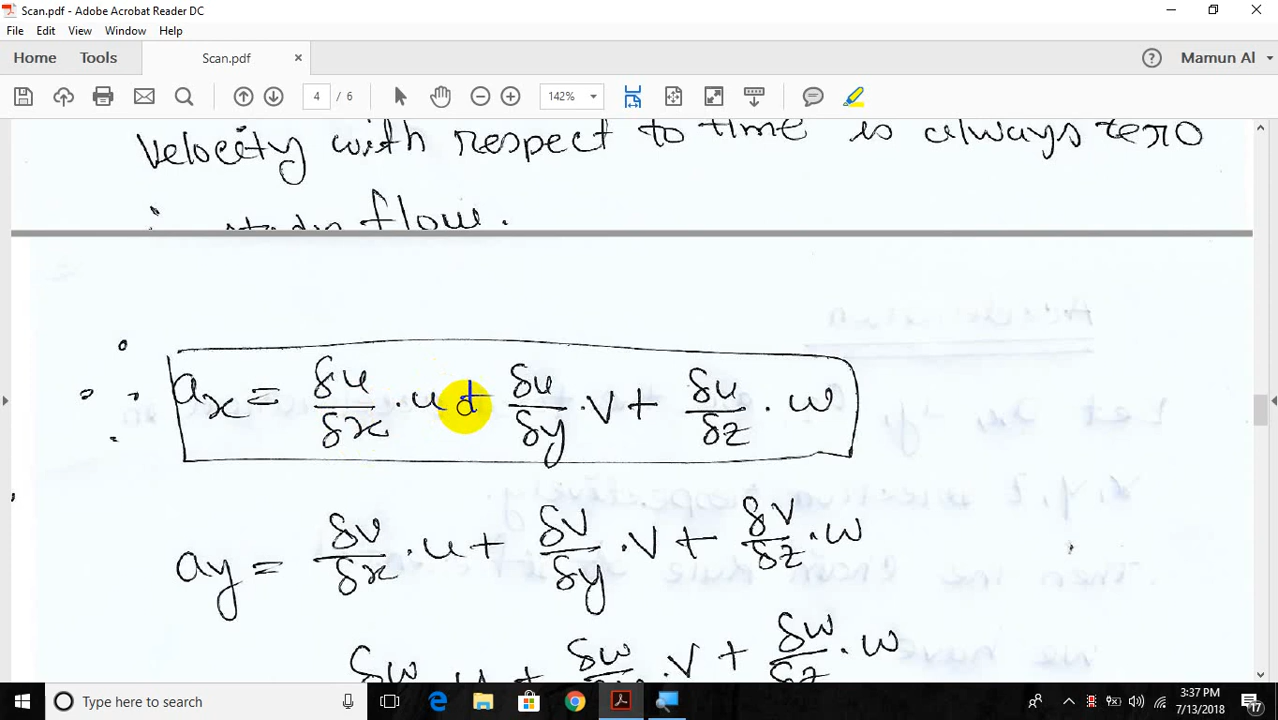 Scan.pdf - Adobe Acrobat Reader DC
File Edit View Window Help
Home Tools Scan.pdf × Mamun Al
4 / 6 142%
velocity with respect to time is always zero
flow.
∴ ax = δu/δx · u + δu/δy · v + δu/δz · w
ay = δv/δx · u + δv/δy · v + δv/δz · w
δw u + δw v + δw/δz · w
Type here to search
3:37 PM
7/13/2018
17